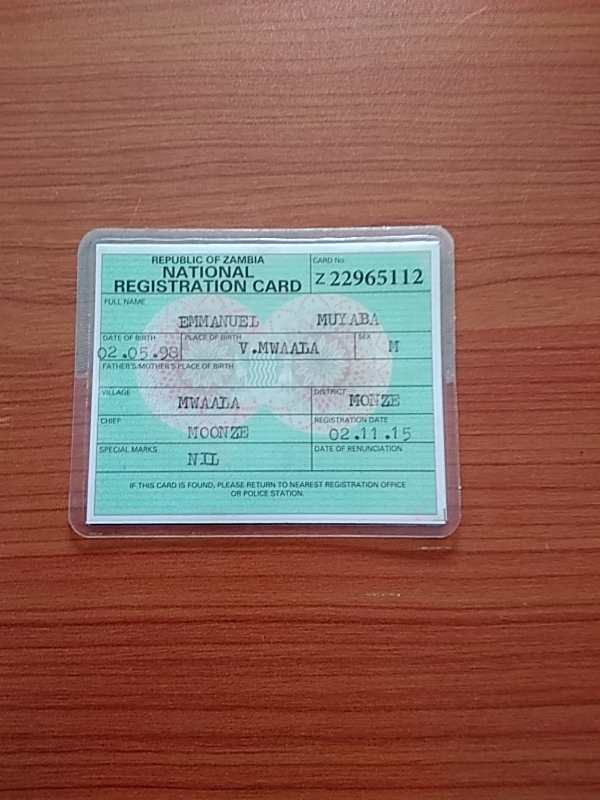 REPUBLIC OF ZAMBIA
NATIONAL
REGISTRATION CARD
CARD No.
Z 22965112
FULL NAME
EMMANUEL MUYABA
DATE OF BIRTH PLACE OF BIRTH SEX
02.05.98 V.MWAALA M
FATHER'S/MOTHER'S PLACE OF BIRTH
VILLAGE DISTRICT
MWAALA MONZE
CHIEF REGISTRATION DATE
MOONZE 02.11.15
SPECIAL MARKS DATE OF RENUNCIATION
NIL
IF THIS CARD IS FOUND, PLEASE RETURN TO NEAREST REGISTRATION OFFICE
OR POLICE STATION.